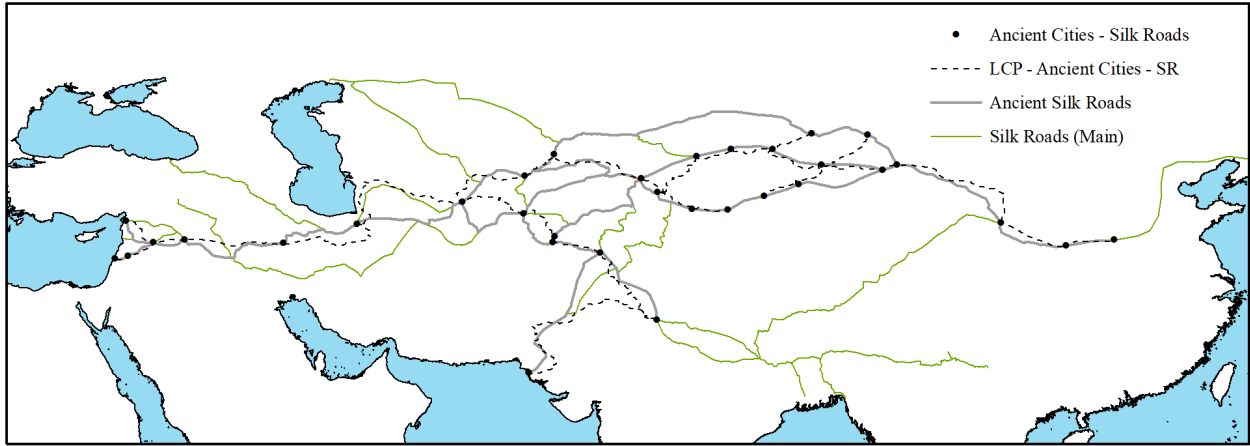 Ancient Cities - Silk Roads
LCP - Ancient Cities - SR
Ancient Silk Roads
Silk Roads (Main)